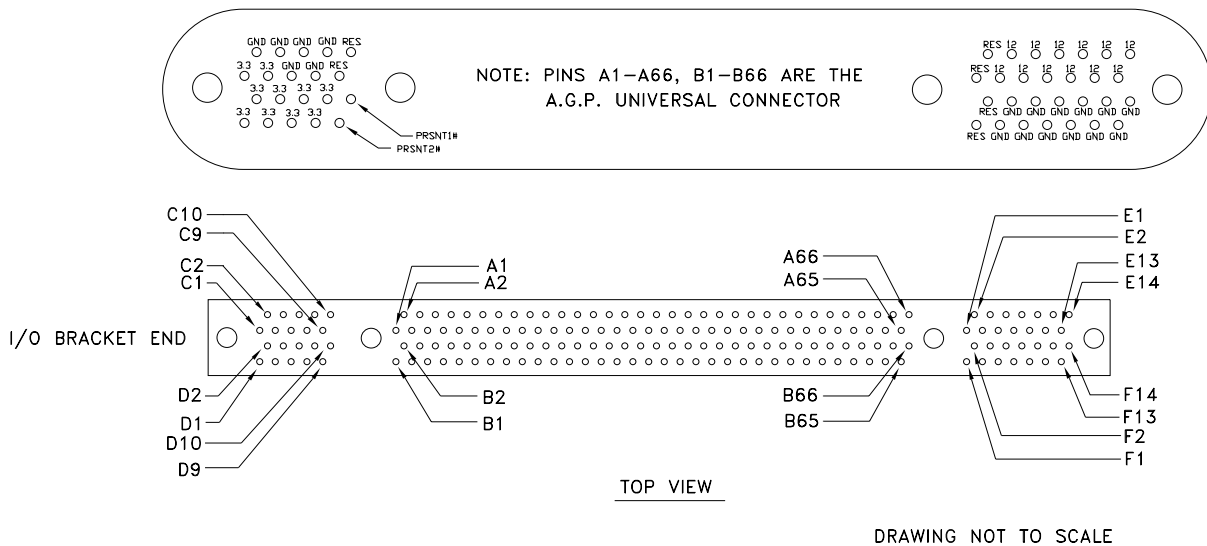 GND GND GND GND RES
3.3 3.3 GND GND RES
3.3 3.3 3.3 3.3
3.3 3.3 3.3 3.3
PRSNT1#
PRSNT2#
NOTE: PINS A1-A66, B1-B66 ARE THE
A.G.P. UNIVERSAL CONNECTOR
RES 12 12 12 12 12 12
RES 12 12 12 12 12 12
RES GND GND GND GND GND GND
RES GND GND GND GND GND GND
C10
C9
C2
C1
A1
A2
A66
A65
E1
E2
E13
E14
I/O BRACKET END
D2
D1
D10
D9
B2
B1
B66
B65
F14
F13
F2
F1
TOP VIEW
DRAWING NOT TO SCALE